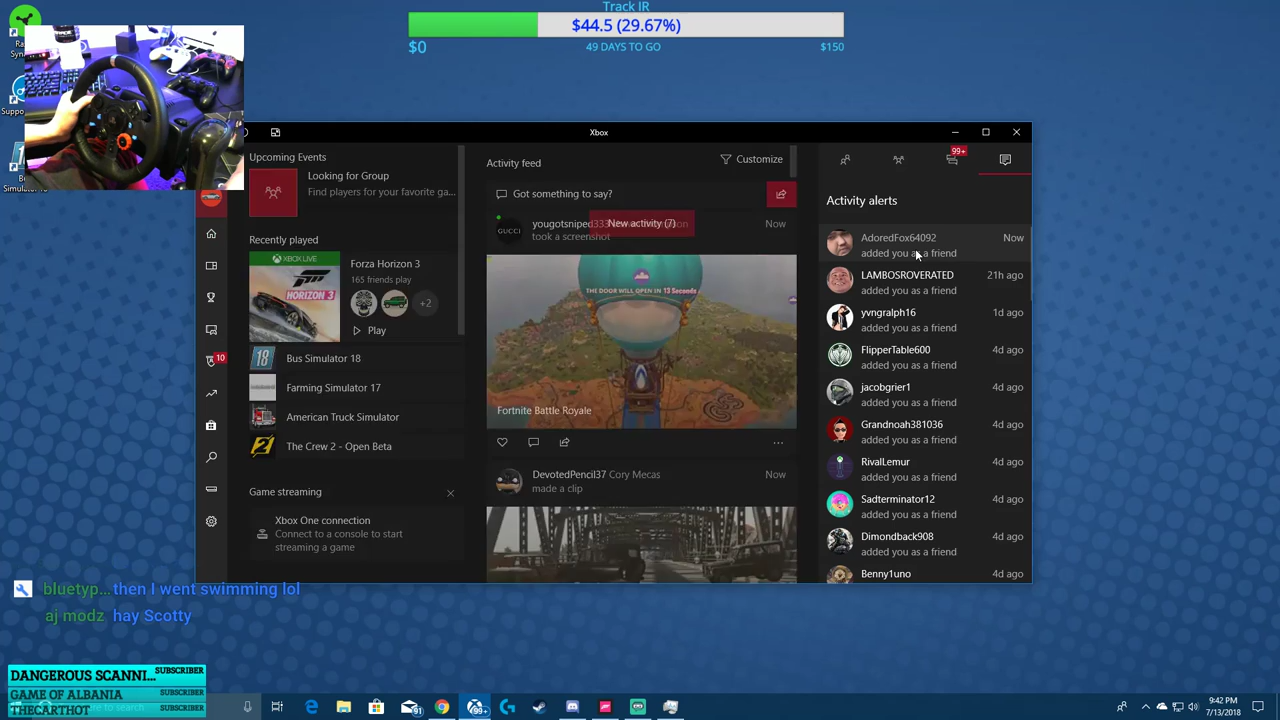 Track IR
$44.5 (29.67%)
$0
49 DAYS TO GO
$150
Xbox
Upcoming Events
Looking for Group
Find players for your favorite ga...
Recently played
XBOX LIVE
FORZA
HORIZON 3
Forza Horizon 3
165 friends play
+2
Play
Bus Simulator 18
Farming Simulator 17
American Truck Simulator
The Crew 2 - Open Beta
Game streaming
Xbox One connection
Connect to a console to start
streaming a game
10
Activity feed
Customize
Got something to say?
GUCCI
yougotsniped333
New activity (7)
Now
took a screenshot
THE DOOR WILL OPEN IN 13 Seconds
Fortnite Battle Royale
DevotedPencil37 Cory Mecas
Now
made a clip
99+
Activity alerts
AdoredFox64092
Now
added you as a friend
LAMBOSROVERATED
21h ago
added you as a friend
yvngralph16
1d ago
added you as a friend
FlipperTable600
4d ago
added you as a friend
jacobgrier1
4d ago
added you as a friend
Grandnoah381036
4d ago
added you as a friend
RivalLemur
4d ago
added you as a friend
Sadterminator12
4d ago
added you as a friend
Dimondback908
4d ago
added you as a friend
Benny1uno
4d ago
bluetyp... then I went swimming lol
aj modz hay Scotty
DANGEROUS SCANNI...
SUBSCRIBER
GAME OF ALBANIA
SUBSCRIBER
THECARTHOT
SUBSCRIBER
to search
9:42 PM
7/13/2018